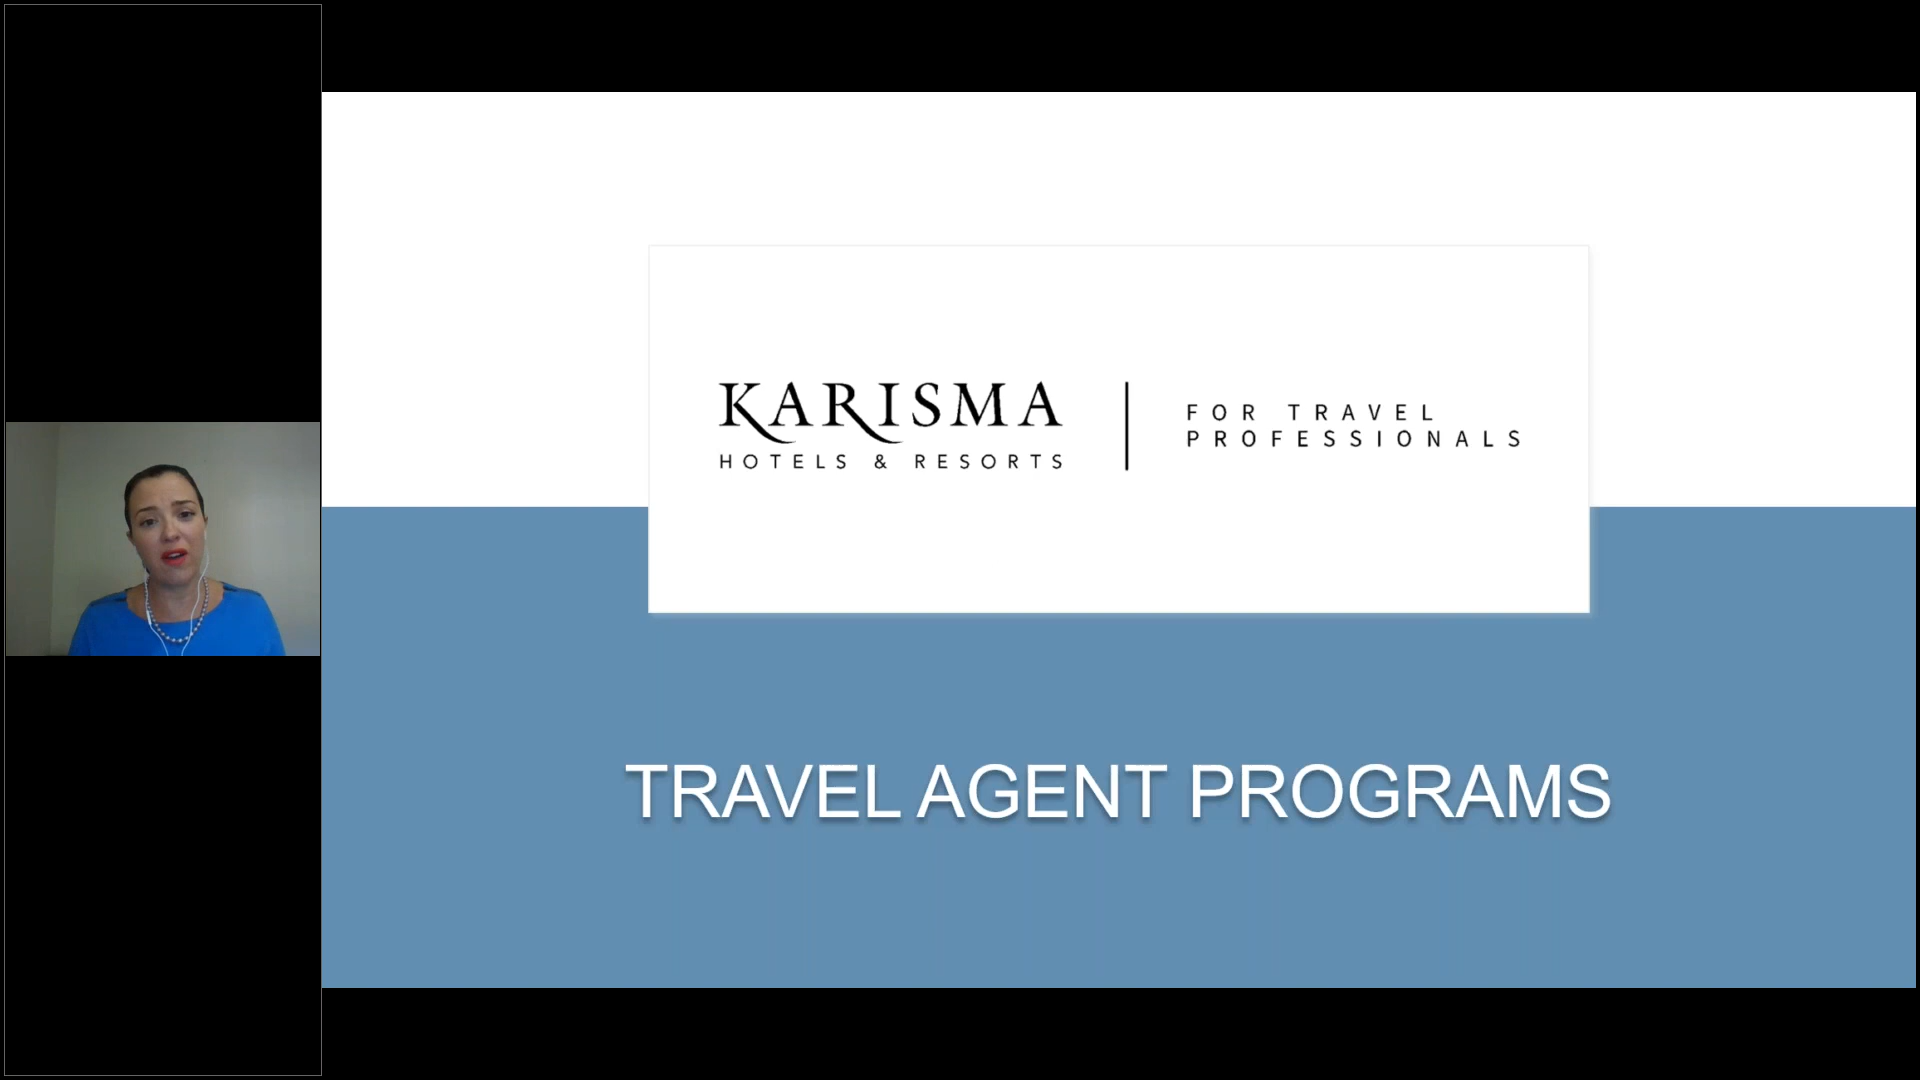 KARISMA
HOTELS & RESORTS
FOR TRAVEL
PROFESSIONALS
TRAVEL AGENT PROGRAMS